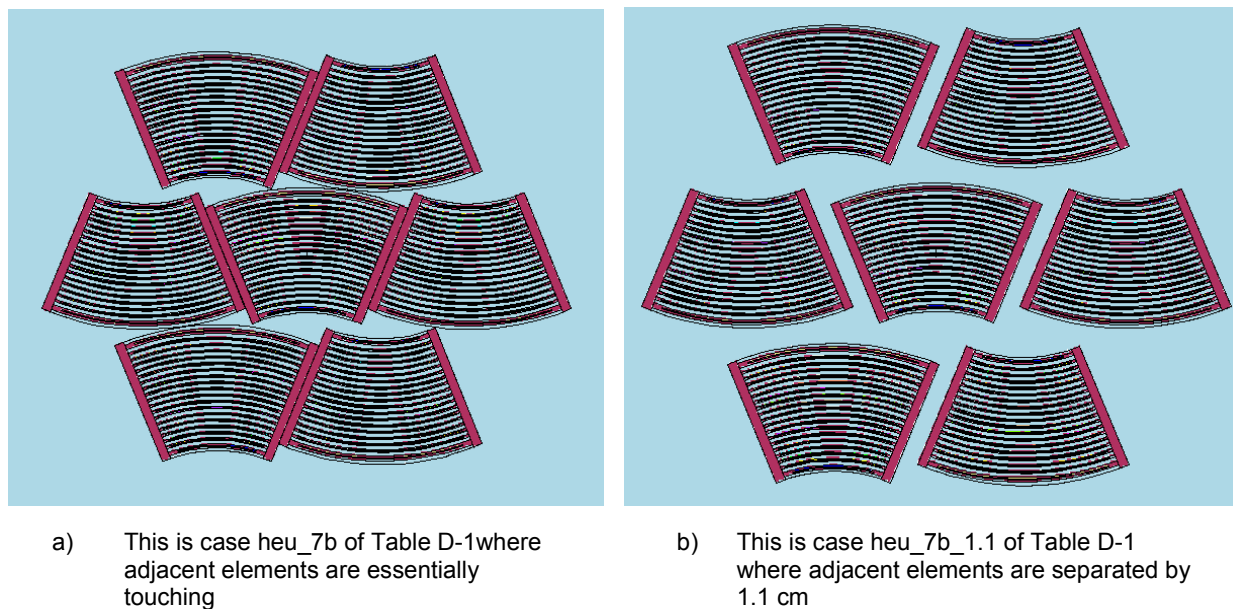 a) This is case heu_7b of Table D-1where
adjacent elements are essentially
touching
b) This is case heu_7b_1.1 of Table D-1
where adjacent elements are separated by
1.1 cm